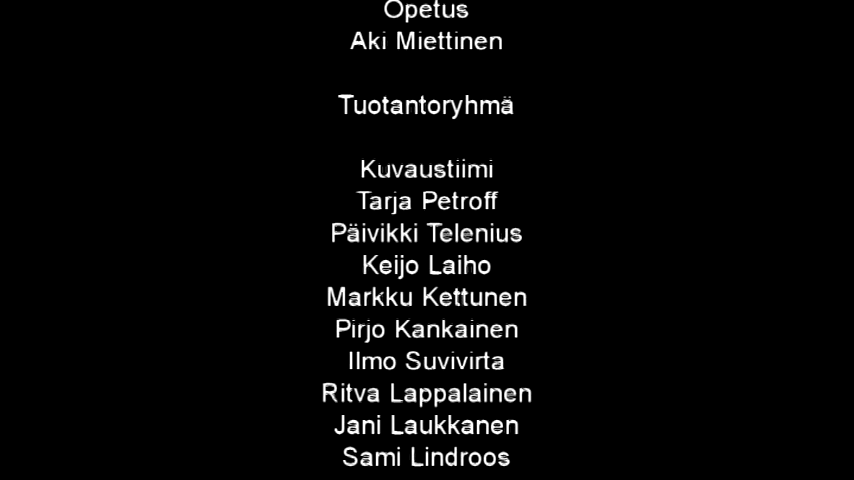 Opetus
Aki Miettinen
Tuotantoryhmä
Kuvaustiimi
Tarja Petroff
Päivikki Telenius
Keijo Laiho
Markku Kettunen
Pirjo Kankainen
Ilmo Suvivirta
Ritva Lappalainen
Jani Laukkanen
Sami Lindroos